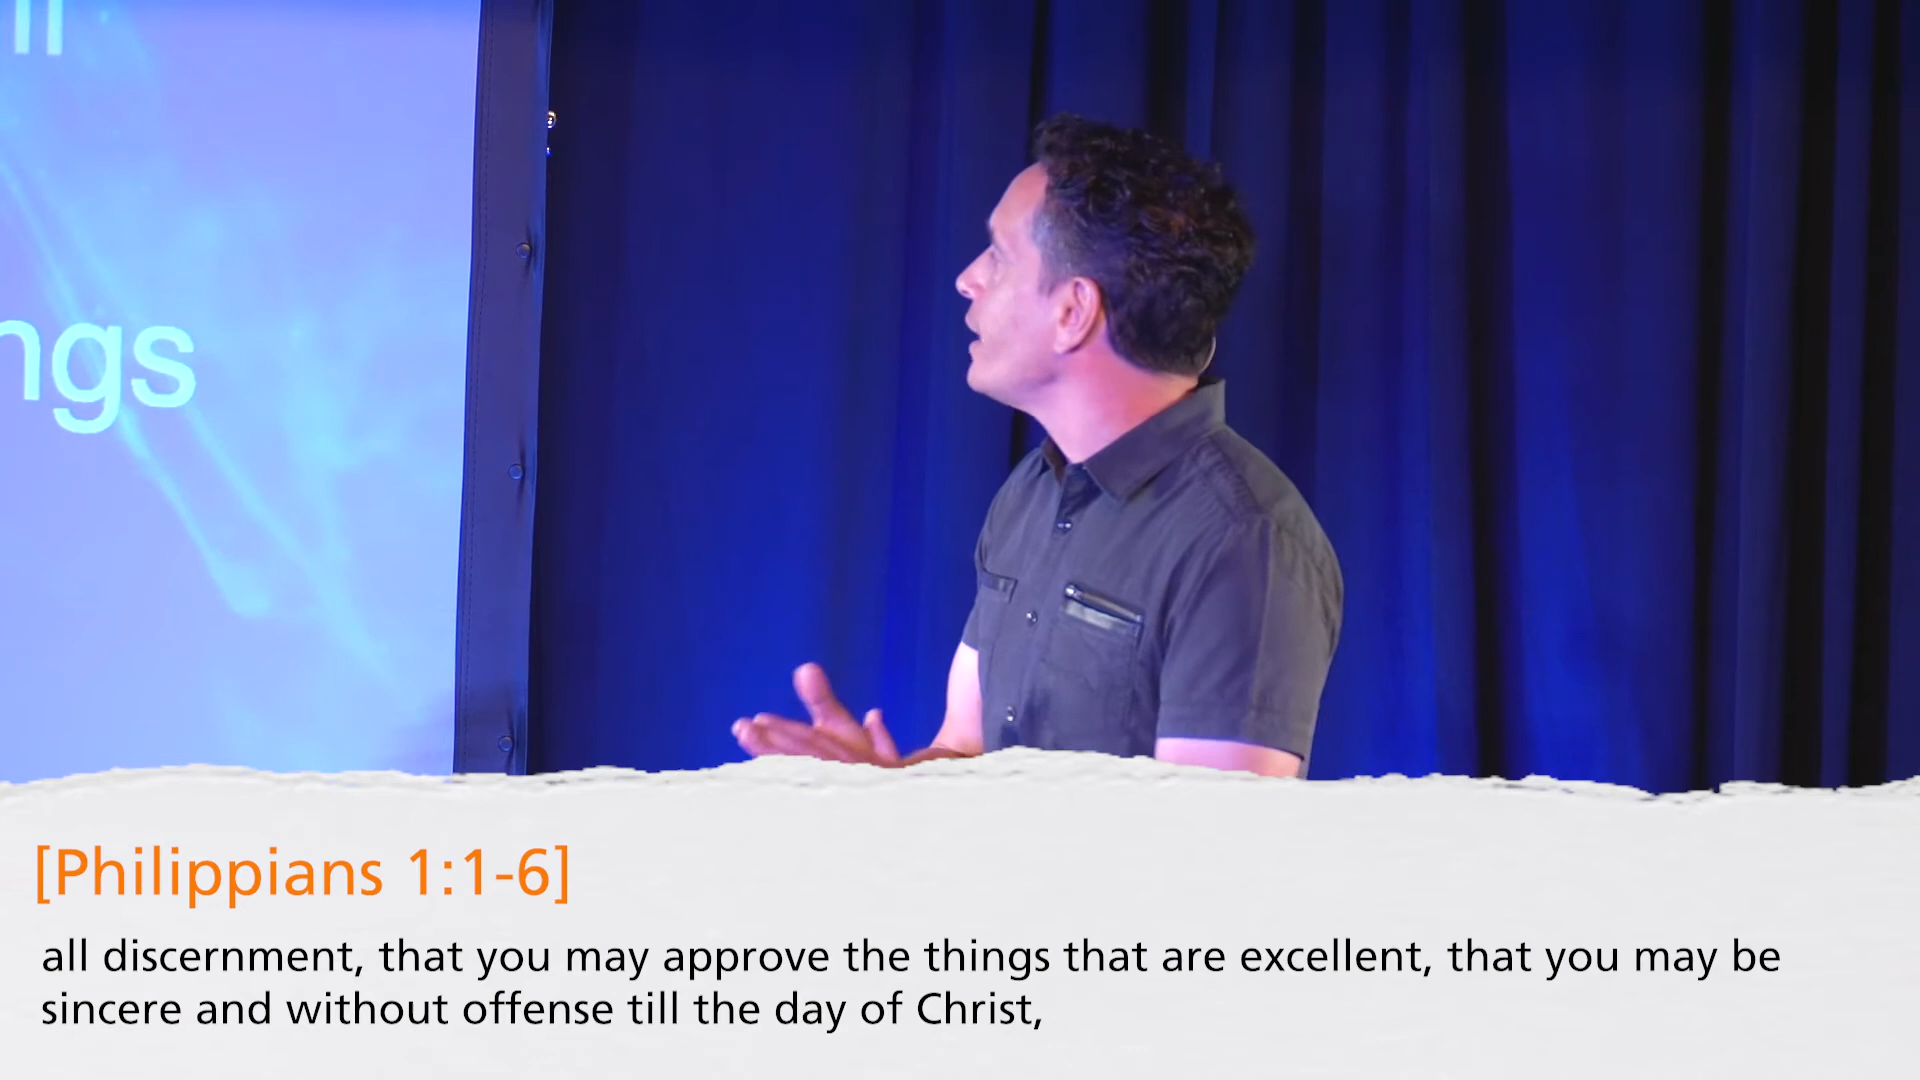 ngs
[Philippians 1:1-6]
all discernment, that you may approve the things that are excellent, that you may be
sincere and without offense till the day of Christ,